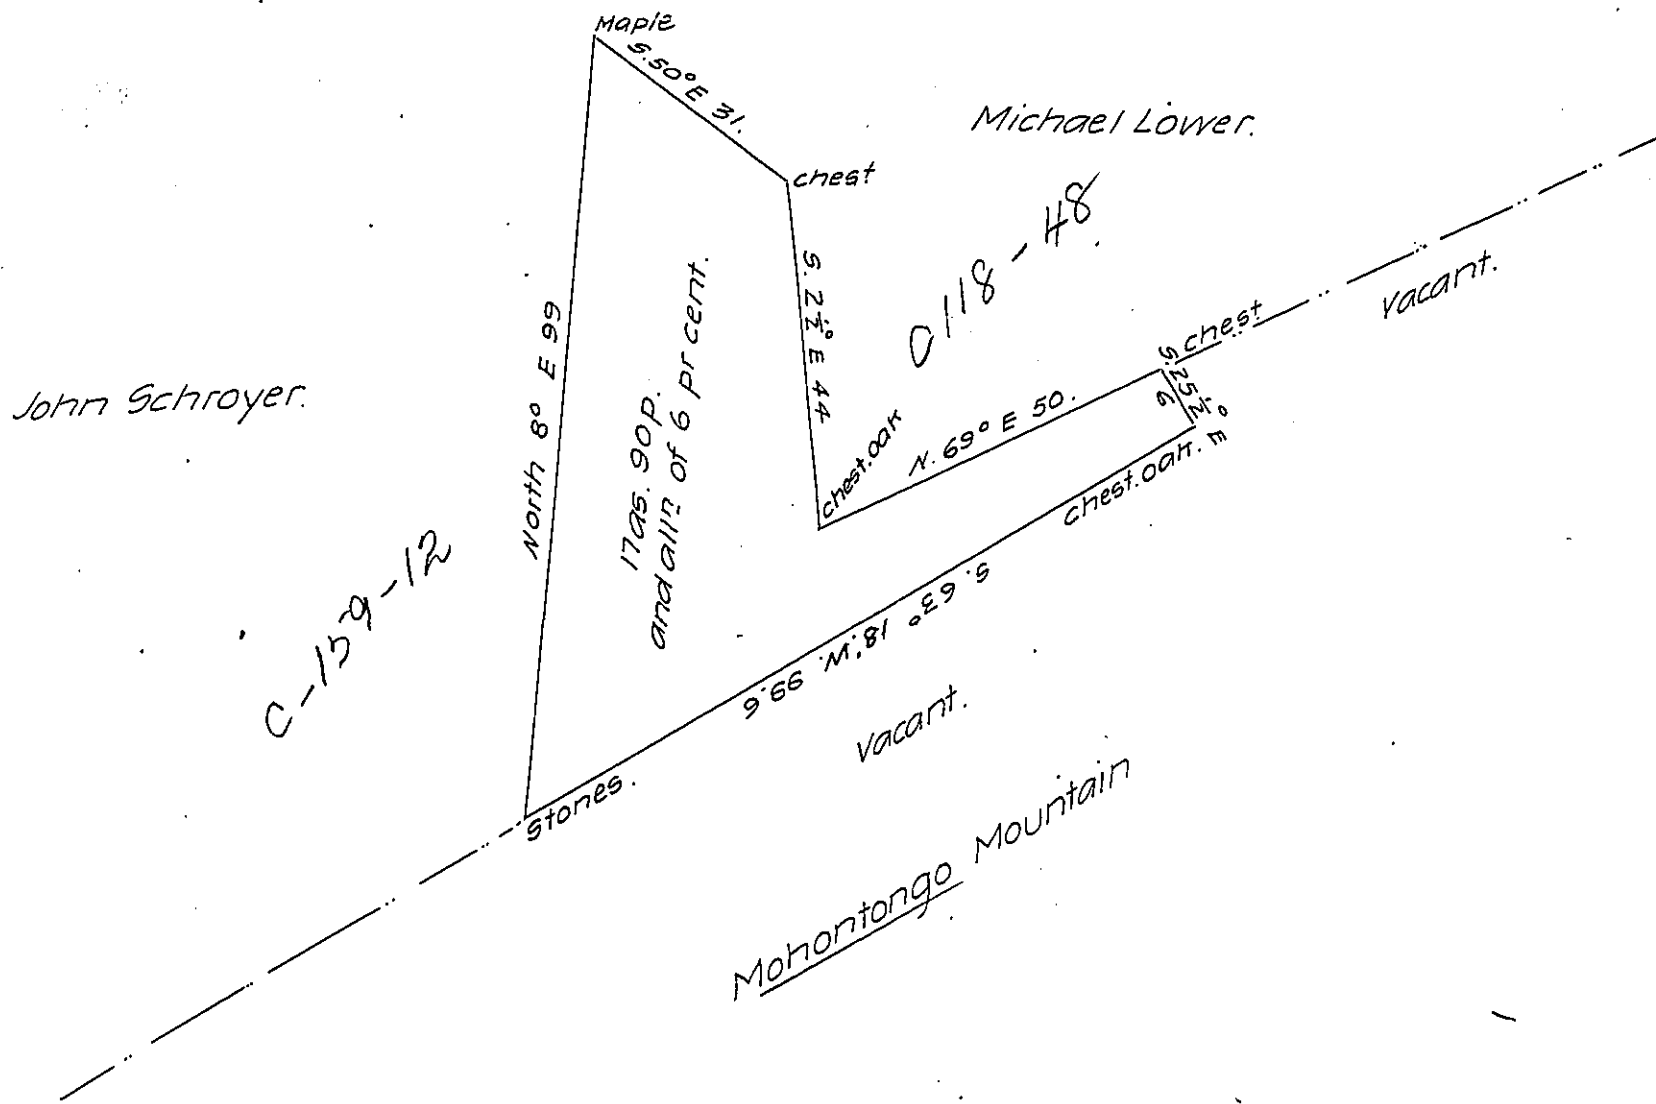 Maple
S. 50° E 31.
Michael Lower.
chest
C118-48
S. 2½° E 44
vacant.
chest
S. 25½° E
6
John Schroyer.
North 8° E 99
17as. 90p.
and allⁿ of 6 pr cent.
chest. oak
N. 69° E 50.
chest. oak.
C-159-12
S. 63° 18' W. 99.6
vacant.
Stones.
Mohontongo Mountain